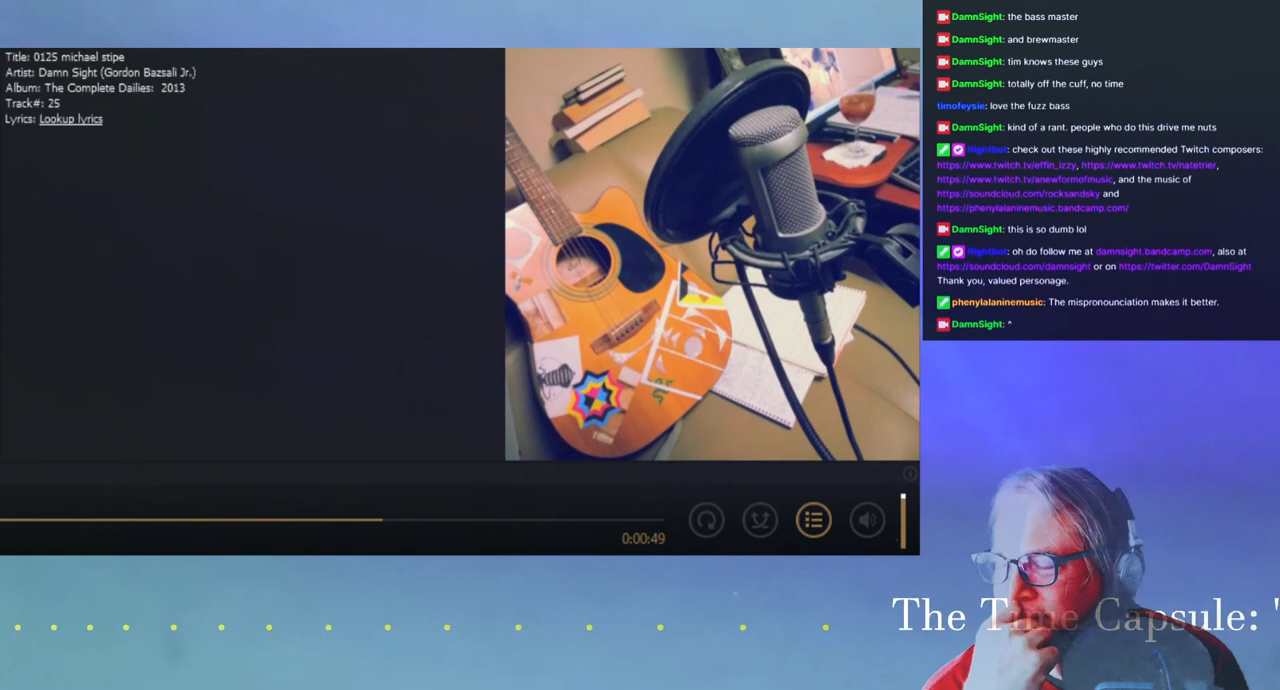 Title: 0125 michael stipe
Artist: Damn Sight (Gordon Bazsali Jr.)
Album: The Complete Dailies:  2013
Track#: 25
Lyrics: Lookup lyrics
0:00:49
DamnSight: the bass master
DamnSight: and brewmaster
DamnSight: tim knows these guys
DamnSight: totally off the cuff, no time
timofeysie: love the fuzz bass
DamnSight: kind of a rant. people who do this drive me nuts
Nightbot: check out these highly recommended Twitch composers:
https://www.twitch.tv/effin_izzy, https://www.twitch.tv/natetrier,
https://www.twitch.tv/anewformofmusic, and the music of
https://soundcloud.com/rocksandsky and
https://phenylalaninemusic.bandcamp.com/
DamnSight: this is so dumb lol
Nightbot: oh do follow me at damnsight.bandcamp.com, also at
https://soundcloud.com/damnsight or on https://twitter.com/DamnSight
Thank you, valued personage.
phenylalaninemusic: The mispronounciation makes it better.
DamnSight: ^
The Time Capsule: "